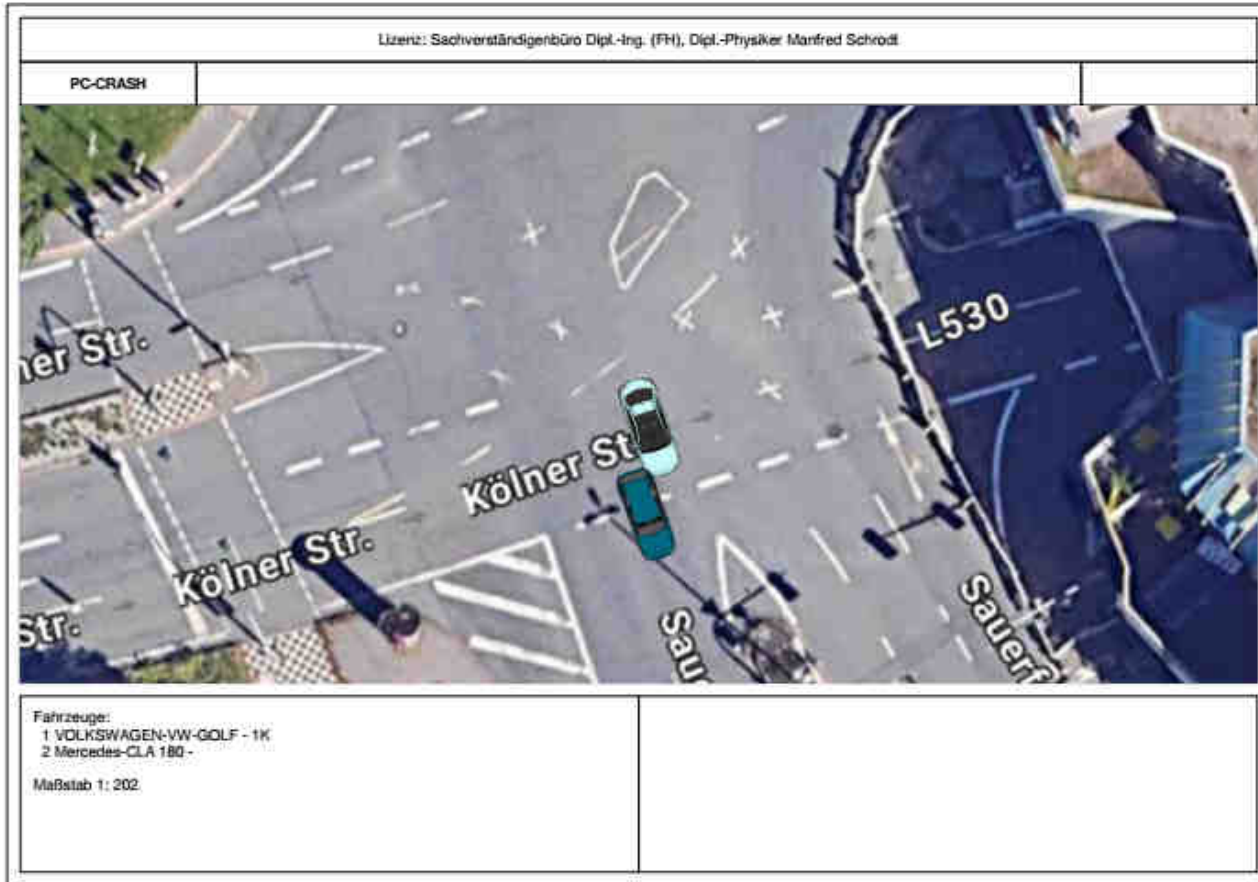 Lizenz: Sachverständigenbüro Dipl.-Ing. (FH), Dipl.-Physiker Manfred Schrodt
PC-CRASH
L530
ner Str.
Kölner St
Kölner Str.
Str.
Sau
Sauerf
Fahrzeuge:
1 VOLKSWAGEN-VW-GOLF - 1K
2 Mercedes-CLA 180 -
Maßstab 1: 202